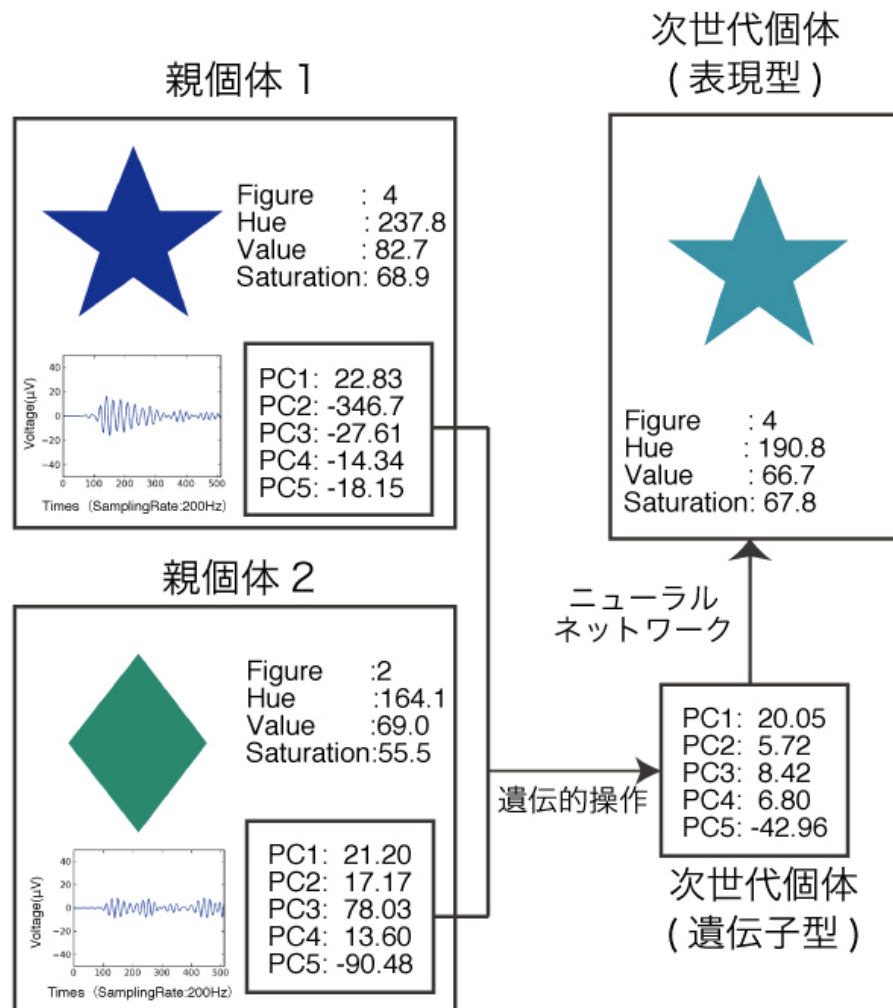 親個体 1
Figure : 4
Hue : 237.8
Value : 82.7
Saturation: 68.9
Voltage(μV)
40
20
0
−20
−40
0 100 200 300 400 500
Times (SamplingRate:200Hz)
PC1: 22.83
PC2: -346.7
PC3: -27.61
PC4: -14.34
PC5: -18.15
親個体 2
Figure :2
Hue :164.1
Value :69.0
Saturation:55.5
Voltage(μV)
40
20
0
−20
−40
0 100 200 300 400 500
Times (SamplingRate:200Hz)
PC1: 21.20
PC2: 17.17
PC3: 78.03
PC4: 13.60
PC5: -90.48
遺伝的操作
PC1: 20.05
PC2: 5.72
PC3: 8.42
PC4: 6.80
PC5: -42.96
次世代個体
( 遺伝子型 )
ニューラル
ネットワーク
次世代個体
( 表現型 )
Figure : 4
Hue : 190.8
Value : 66.7
Saturation: 67.8